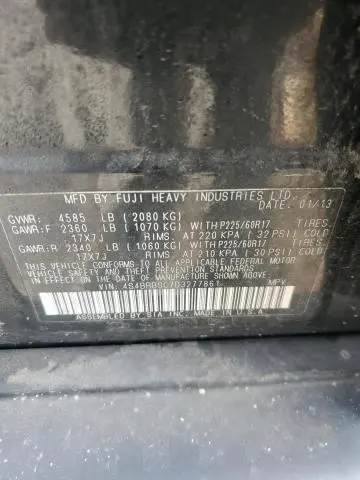 MFD BY FUJI HEAVY INDUSTRIES LTD.
DATE: 01/13
GVWR: 4585 LB (2080 KG)
GAWR:F 2360 LB (1070 KG) WITH P225/60R17 TIRES,
17X7J RIMS AT 220 KPA (32 PSI) COLD
GAWR:R 2340 LB (1060 KG) WITH P225/60R17 TIRES,
17X7J RIMS AT 210 KPA (30 PSI) COLD
THIS VEHICLE CONFORMS TO ALL APPLICABLE FEDERAL MOTOR
VEHICLE SAFETY AND BUMPER STANDARDS IN EFFECT ON
THE DATE OF MANUFACTURE SHOWN ABOVE.
VIN: 4S4BRB9C7D3277861 MPV
ASSEMBLED BY SIA INC. MADE IN U.S.A